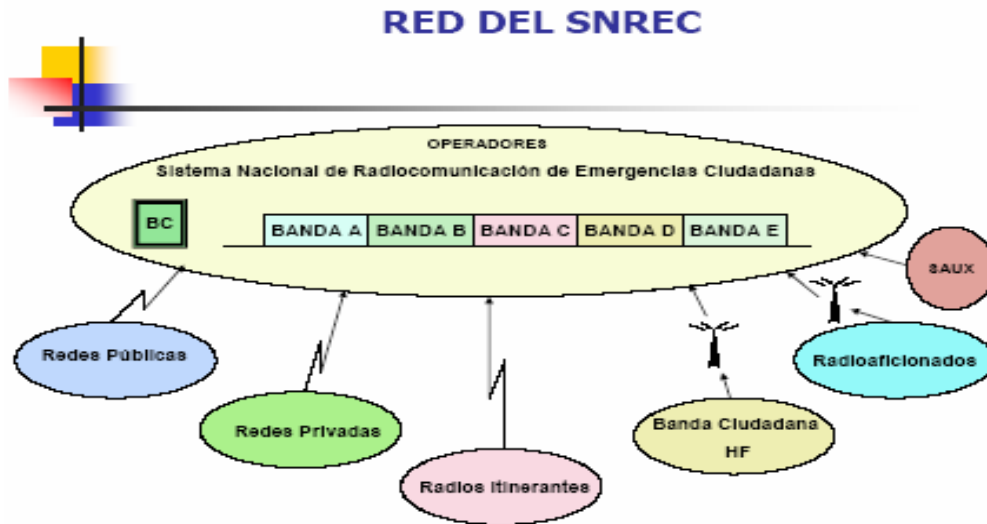 RED DEL SNREC
OPERADORES
Sistema Nacional de Radiocomunicación de Emergencias Ciudadanas
BC
BANDA A
BANDA B
BANDA C
BANDA D
BANDA E
SAUX
Redes Públicas
Radioaficionados
Redes Privadas
Banda Ciudadana
HF
Radios Itinerantes